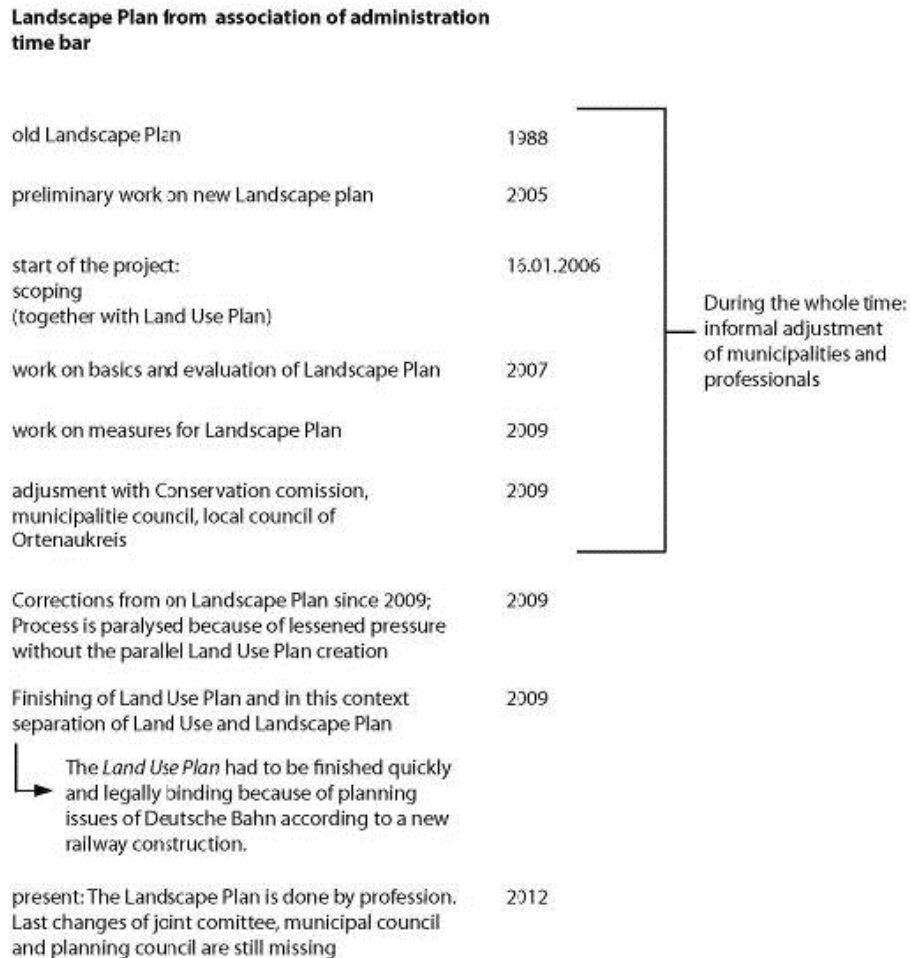 Landscape Plan from association of administration
time bar
old Landscape Plan 1988
preliminary work on new Landscape plan 2005
start of the project: 16.01.2006
scoping
(together with Land Use Plan)
work on basics and evaluation of Landscape Plan 2007
work on measures for Landscape Plan 2009
adjusment with Conservation comission, 2009
municipalitie council, local council of
Ortenaukreis
During the whole time:
informal adjustment
of municipalities and
professionals
Corrections from on Landscape Plan since 2009; 2009
Process is paralysed because of lessened pressure
without the parallel Land Use Plan creation
Finishing of Land Use Plan and in this context 2009
separation of Land Use and Landscape Plan
The Land Use Plan had to be finished quickly
and legally binding because of planning
issues of Deutsche Bahn according to a new
railway construction.
present: The Landscape Plan is done by profession. 2012
Last changes of joint comittee, municipal council
and planning council are still missing